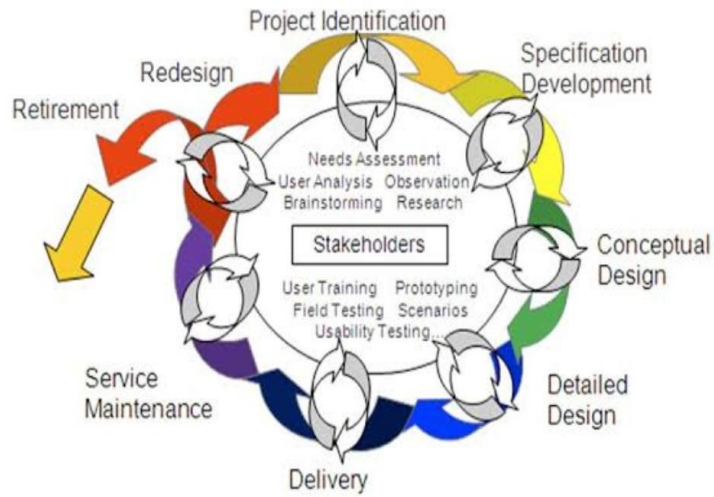 Project Identification
Specification
Development
Redesign
Retirement
Needs Assessment
User Analysis Observation
Brainstorming Research
Stakeholders
Conceptual
Design
User Training Prototyping
Field Testing Scenarios
Usability Testing...
Service
Maintenance
Detailed
Design
Delivery